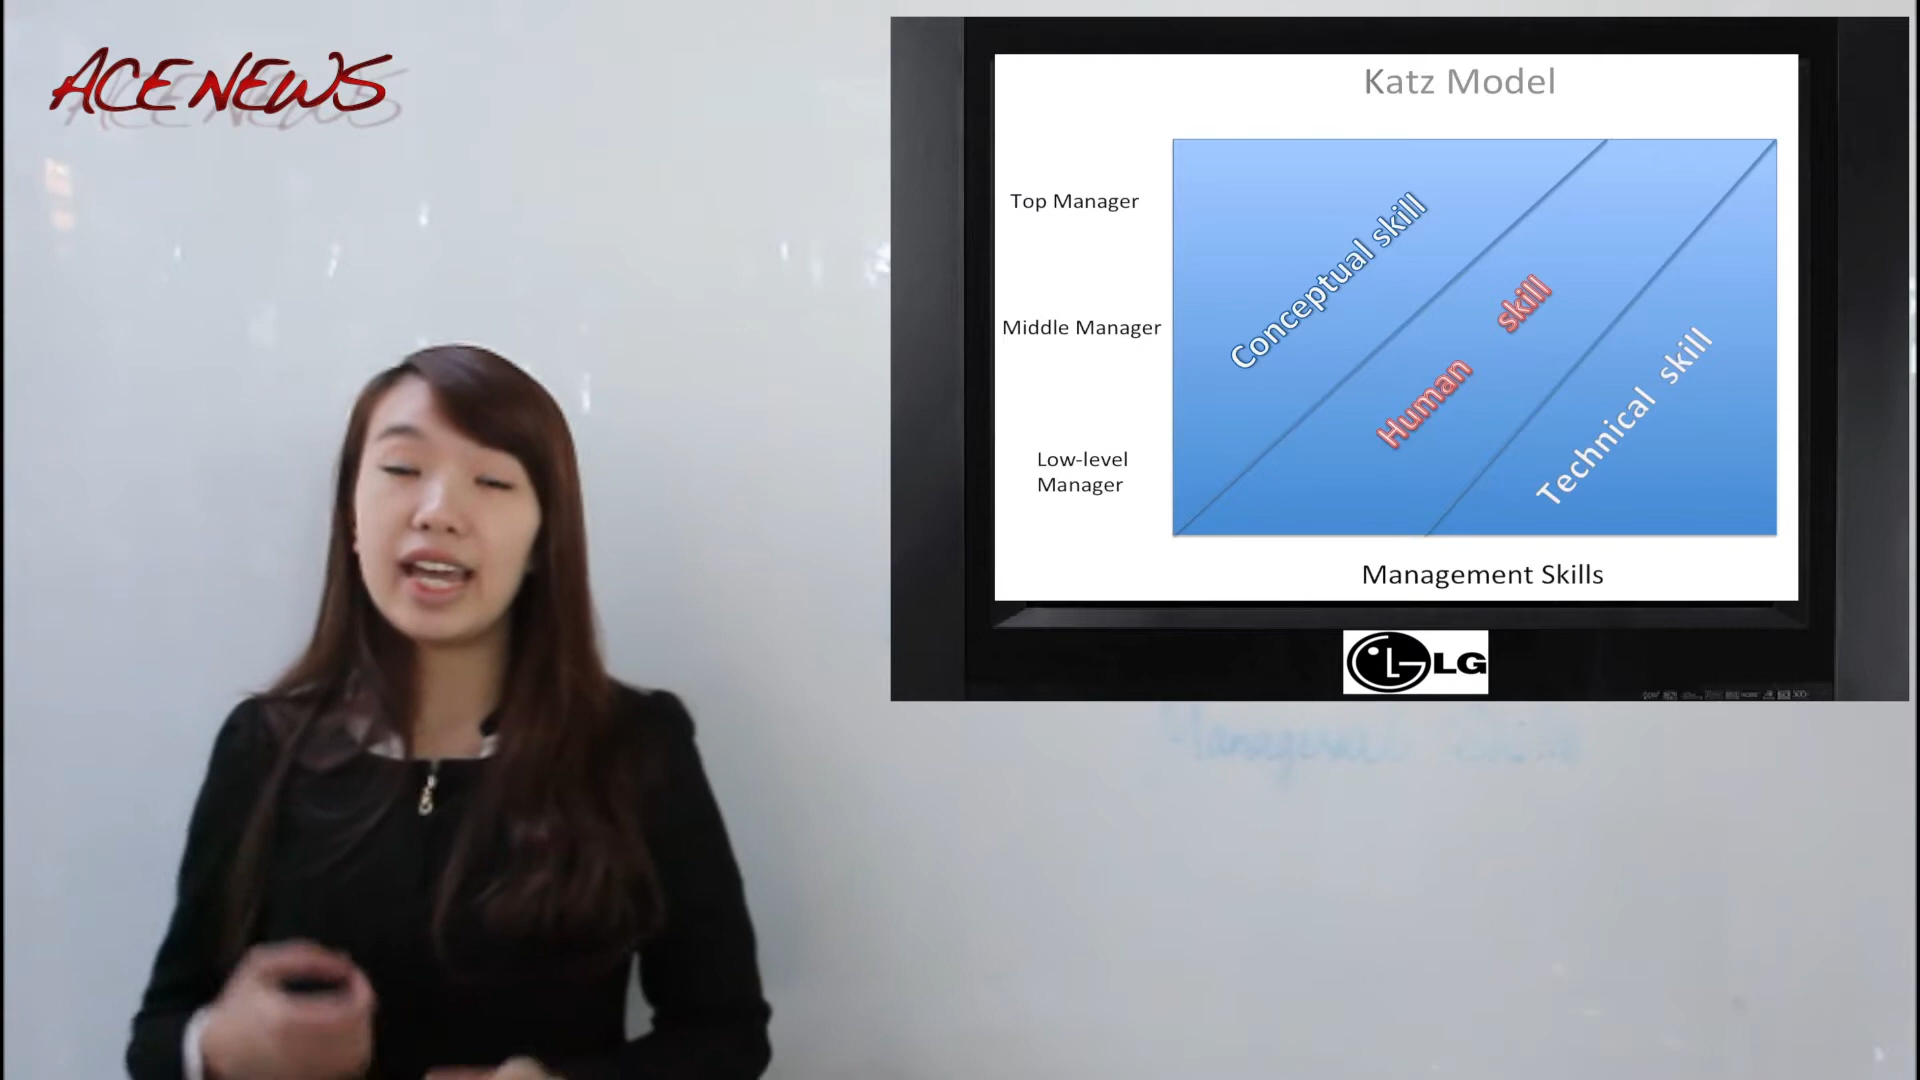 ACE NEWS
Katz Model
Top Manager
Conceptual skill
Middle Manager
Human skill
Technical skill
Low-level
Manager
Management Skills
LG